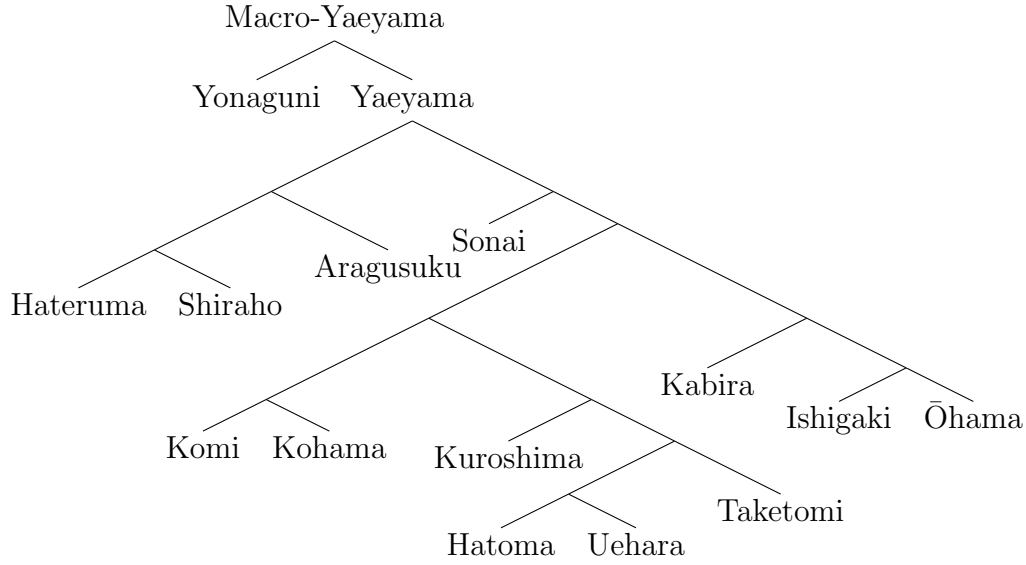 Macro-Yaeyama
Yonaguni Yaeyama
Sonai
Aragusuku
Hateruma Shiraho
Kabira
Ishigaki Ōhama
Komi Kohama
Kuroshima
Taketomi
Hatoma Uehara